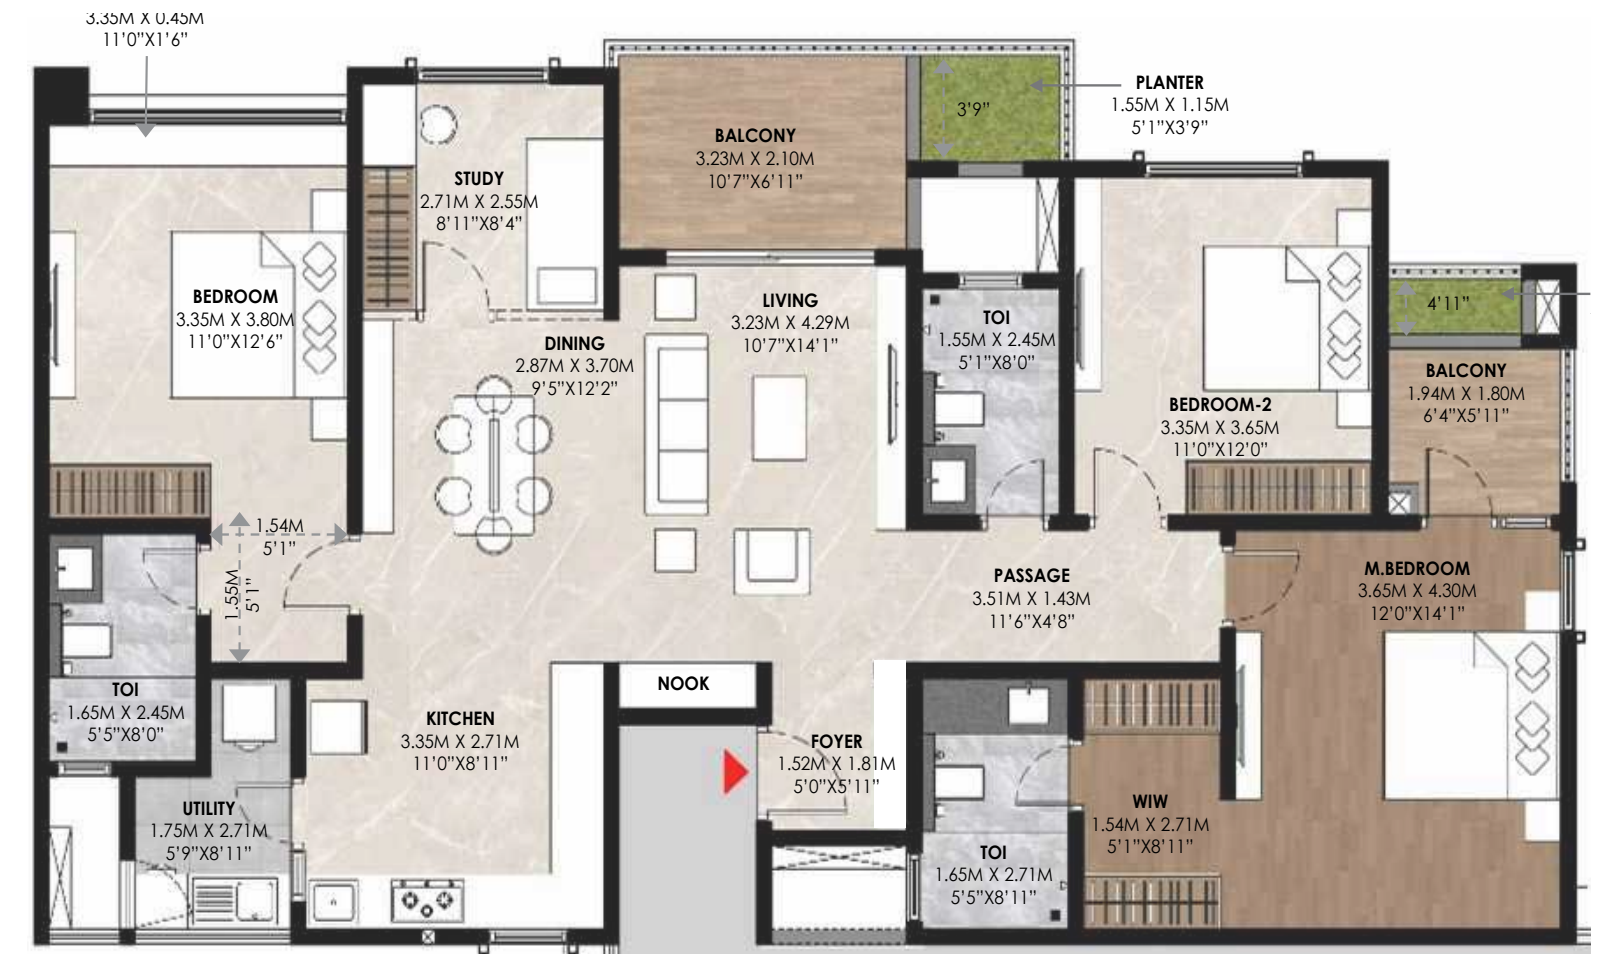 3.35M X 0.45M
11'0"X1'6"
PLANTER
1.55M X 1.15M
5'1"X3'9"
3'9"
BALCONY
3.23M X 2.10M
10'7"X6'11"
STUDY
2.71M X 2.55M
8'11"X8'4"
BEDROOM
3.35M X 3.80M
11'0"X12'6"
LIVING
3.23M X 4.29M
10'7"X14'1"
DINING
2.87M X 3.70M
9'5"X12'2"
TOI
1.55M X 2.45M
5'1"X8'0"
BEDROOM-2
3.35M X 3.65M
11'0"X12'0"
4'11"
BALCONY
1.94M X 1.80M
6'4"X5'11"
1.54M
5'1"
1.55M
5'1"
PASSAGE
3.51M X 1.43M
11'6"X4'8"
M.BEDROOM
3.65M X 4.30M
12'0"X14'1"
TOI
1.65M X 2.45M
5'5"X8'0"
NOOK
KITCHEN
3.35M X 2.71M
11'0"X8'11"
FOYER
1.52M X 1.81M
5'0"X5'11"
UTILITY
1.75M X 2.71M
5'9"X8'11"
WIW
1.54M X 2.71M
5'1"X8'11"
TOI
1.65M X 2.71M
5'5"X8'11"